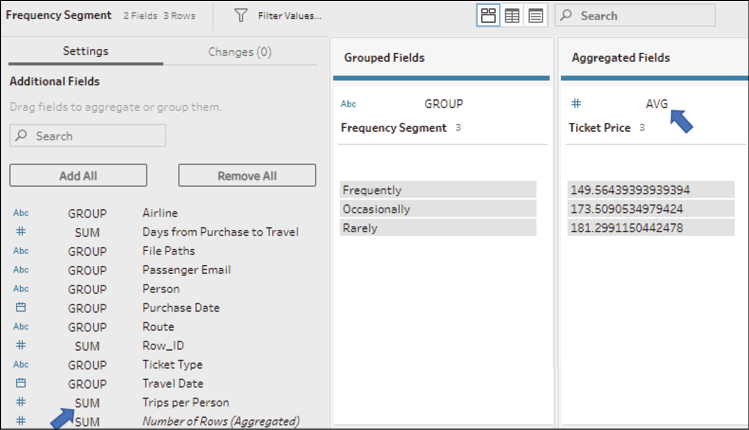 Frequency Segment 2 Fields 3 Rows Filter Values... Search
Settings Changes (0)
Additional Fields
Drag fields to aggregate or group them.
Search
Add All Remove All
Abc GROUP Airline
# SUM Days from Purchase to Travel
Abc GROUP File Paths
Abc GROUP Passenger Email
Abc GROUP Person
GROUP Purchase Date
Abc GROUP Route
# SUM Row_ID
Abc GROUP Ticket Type
GROUP Travel Date
# SUM Trips per Person
# SUM Number of Rows (Aggregated)
Grouped Fields
Abc GROUP
Frequency Segment 3
Frequently
Occasionally
Rarely
Aggregated Fields
# AVG
Ticket Price 3
149.56439393939394
173.5090534979424
181.2991150442478